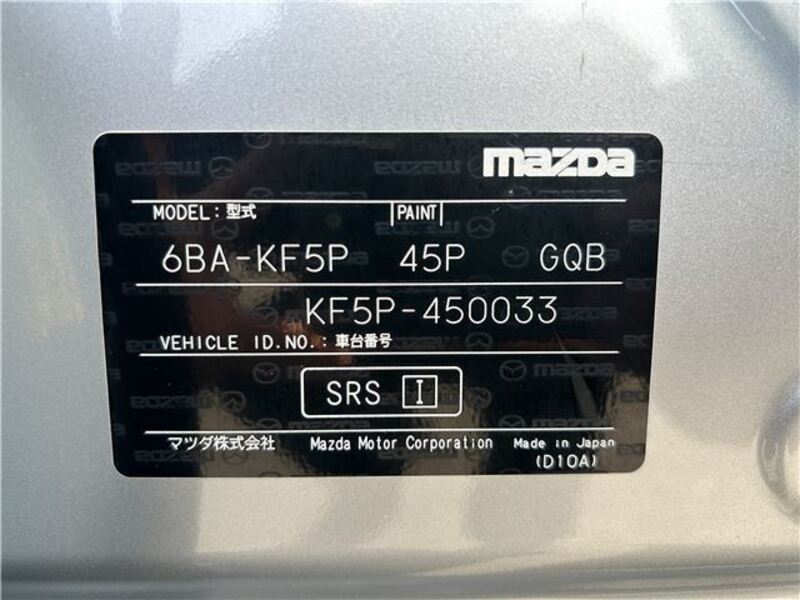 mazda
MODEL: 型式 PAINT
6BA-KF5P 45P GQB
KF5P-450033
VEHICLE ID.NO.: 車台番号
SRS I
マツダ株式会社 Mazda Motor Corporation Made in Japan
(D10A)